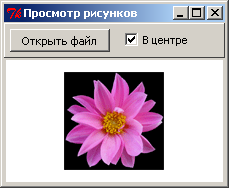 Просмотр рисунков
Открыть файл
В центре